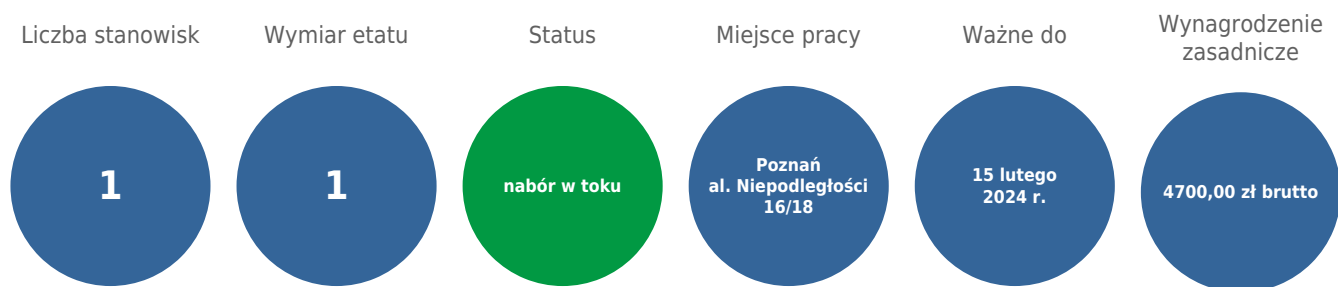 Liczba stanowisk
1
Wymiar etatu
1
Status
nabór w toku
Miejsce pracy
Poznań
al. Niepodległości
16/18
Ważne do
15 lutego
2024 r.
Wynagrodzenie
zasadnicze
4700,00 zł brutto